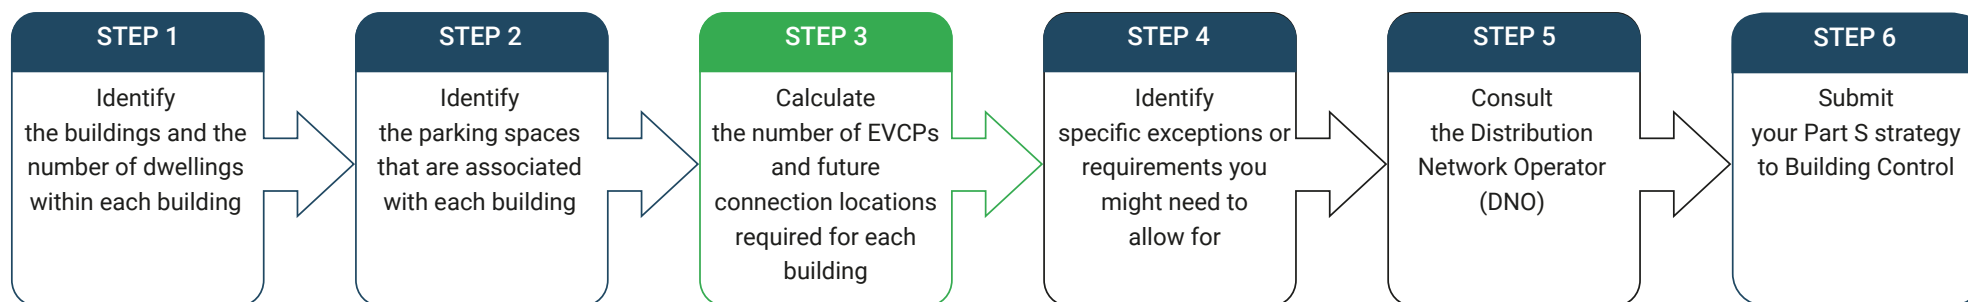 STEP 1
Identify
the buildings and the
number of dwellings
within each building
STEP 2
Identify
the parking spaces
that are associated
with each building
STEP 3
Calculate
the number of EVCPs
and future
connection locations
required for each
building
STEP 4
Identify
specific exceptions or
requirements you
might need to
allow for
STEP 5
Consult
the Distribution
Network Operator
(DNO)
STEP 6
Submit
your Part S strategy
to Building Control